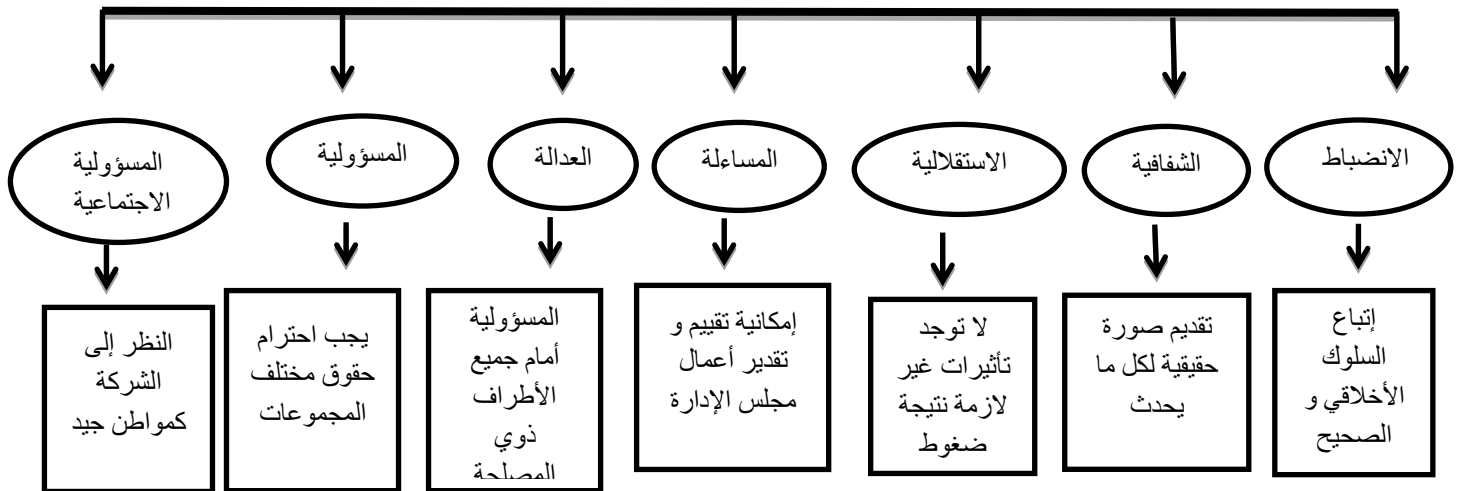 الانضباط
الشفافية
الاستقلالية
المساءلة
العدالة
المسؤولية
المسؤولية
الاجتماعية
إتباع
السلوك
الأخلاقي و
الصحيح
تقديم صورة
حقيقية لكل ما
يحدث
لا توجد
تأثيرات غير
لازمة نتيجة
ضغوط
إمكانية تقييم و
تقدير أعمال
مجلس الإدارة
المسؤولية
أمام جميع
الأطراف
ذوي
المصلحة
يجب احترام
حقوق مختلف
المجموعات
النظر إلى
الشركة
كمواطن جيد